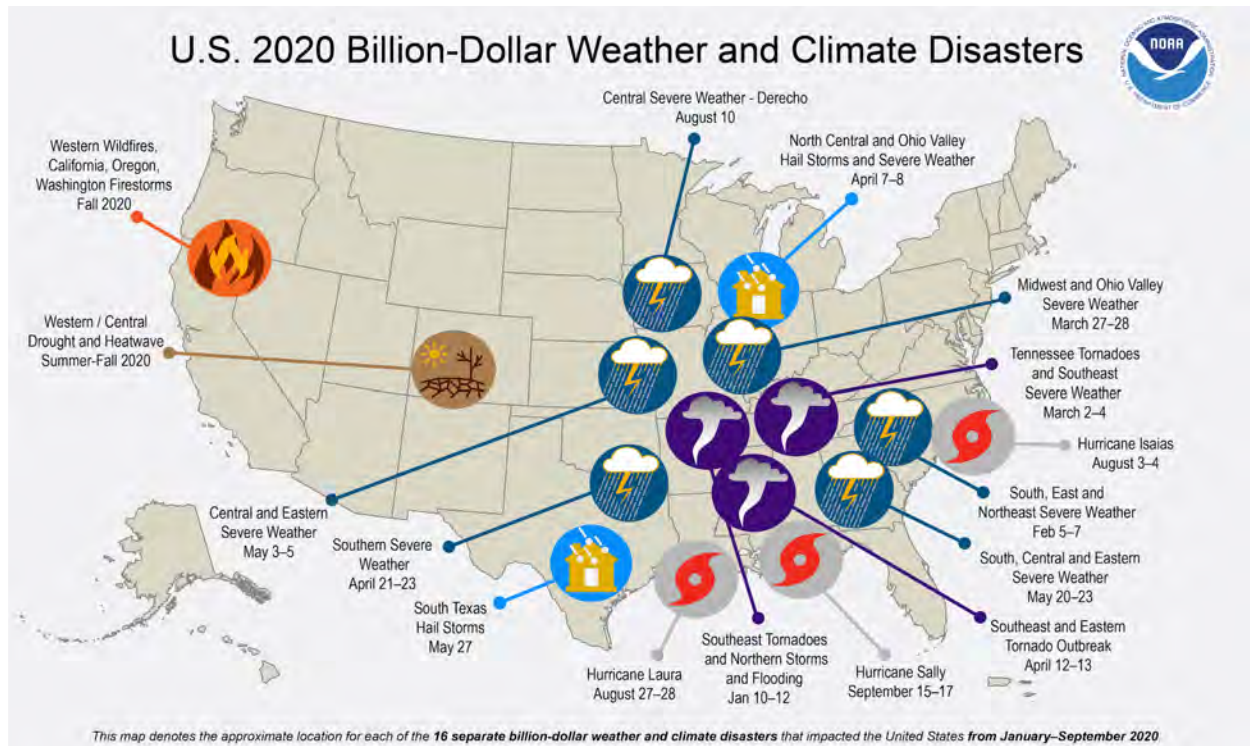 U.S. 2020 Billion-Dollar Weather and Climate Disasters
NATIONAL OCEANIC AND ATMOSPHERIC ADMINISTRATION
NOAA
U.S. DEPARTMENT OF COMMERCE
Central Severe Weather - Derecho
August 10
North Central and Ohio Valley
Hail Storms and Severe Weather
April 7–8
Western Wildfires,
California, Oregon,
Washington Firestorms
Fall 2020
Midwest and Ohio Valley
Severe Weather
March 27–28
Western / Central
Drought and Heatwave
Summer-Fall 2020
Tennessee Tornadoes
and Southeast
Severe Weather
March 2–4
Hurricane Isaias
August 3–4
South, East and
Northeast Severe Weather
Feb 5–7
Central and Eastern
Severe Weather
May 3–5
Southern Severe
Weather
April 21–23
South, Central and Eastern
Severe Weather
May 20–23
South Texas
Hail Storms
May 27
Hurricane Laura
August 27–28
Southeast Tornadoes
and Northern Storms
and Flooding
Jan 10–12
Hurricane Sally
September 15–17
Southeast and Eastern
Tornado Outbreak
April 12–13
This map denotes the approximate location for each of the 16 separate billion-dollar weather and climate disasters that impacted the United States from January–September 2020